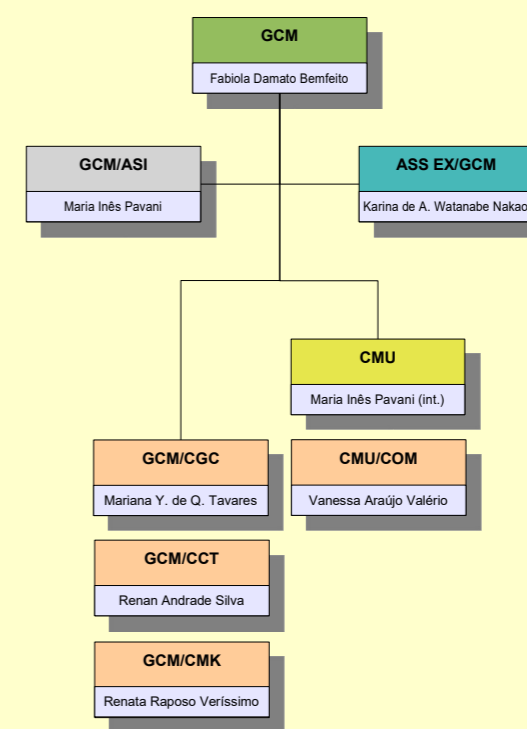 GCM
Fabiola Damato Bemfeito
GCM/ASI
Maria Inês Pavani
ASS EX/GCM
Karina de A. Watanabe Nakao
CMU
Maria Inês Pavani (int.)
GCM/CGC
Mariana Y. de Q. Tavares
CMU/COM
Vanessa Araújo Valério
GCM/CCT
Renan Andrade Silva
GCM/CMK
Renata Raposo Veríssimo